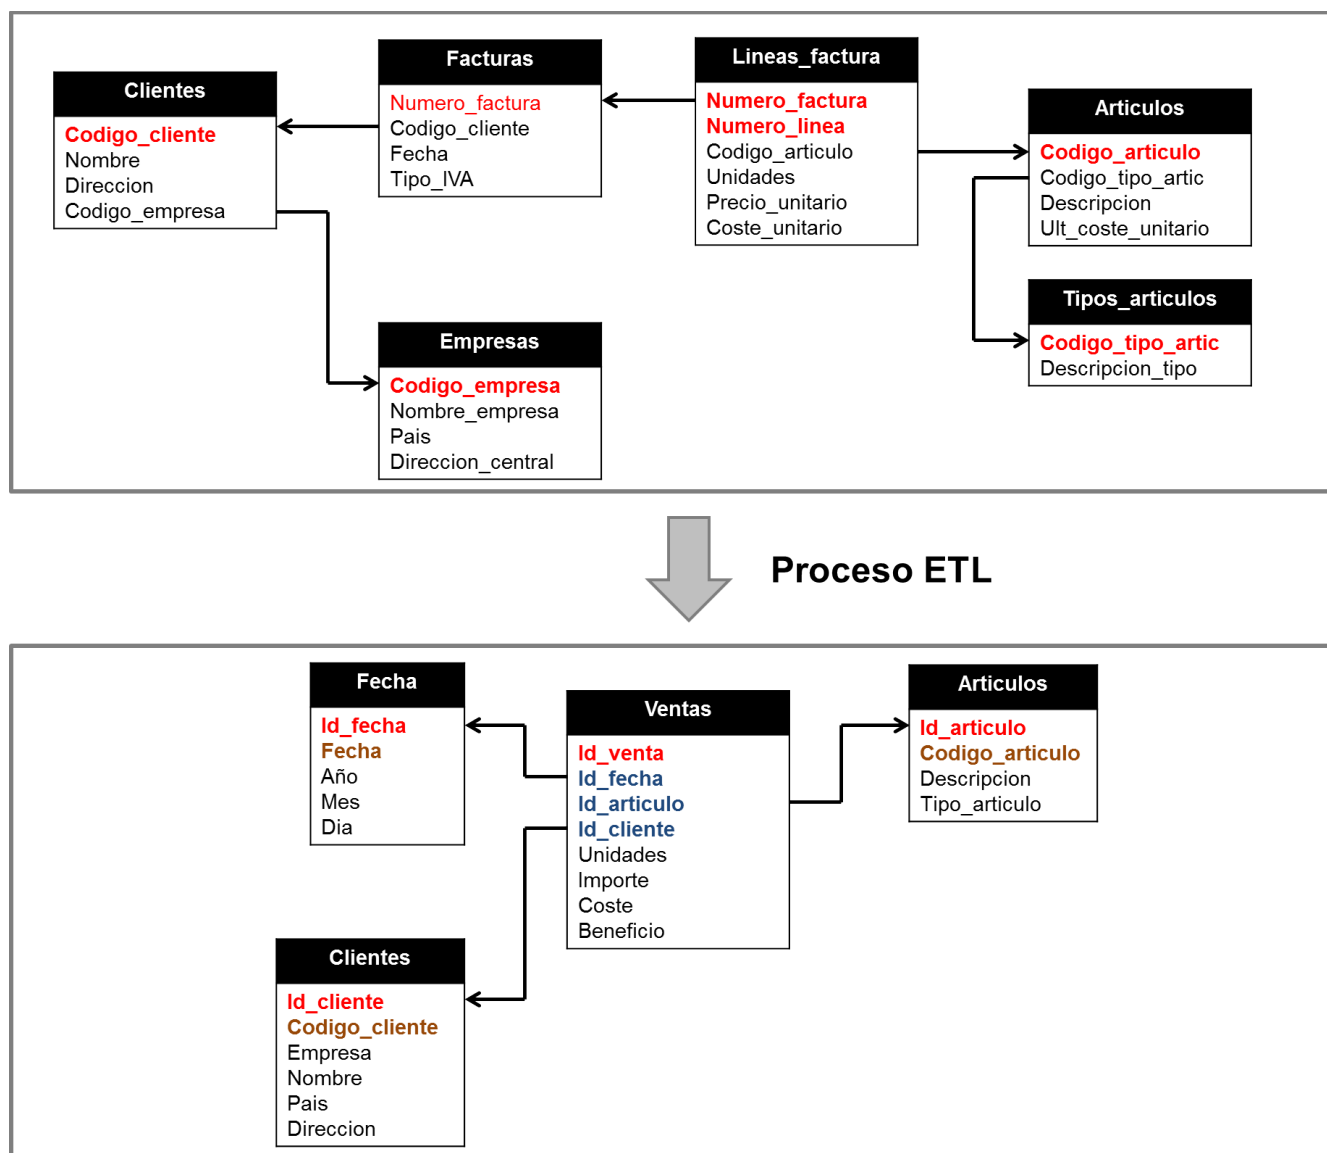 Clientes
Codigo_cliente
Nombre
Direccion
Codigo_empresa
Facturas
Numero_factura
Codigo_cliente
Fecha
Tipo_IVA
Lineas_factura
Numero_factura
Numero_linea
Codigo_articulo
Unidades
Precio_unitario
Coste_unitario
Articulos
Codigo_articulo
Codigo_tipo_artic
Descripcion
Ult_coste_unitario
Tipos_articulos
Codigo_tipo_artic
Descripcion_tipo
Empresas
Codigo_empresa
Nombre_empresa
Pais
Direccion_central
Proceso ETL
Fecha
Id_fecha
Fecha
Año
Mes
Dia
Ventas
Id_venta
Id_fecha
Id_articulo
Id_cliente
Unidades
Importe
Coste
Beneficio
Articulos
Id_articulo
Codigo_articulo
Descripcion
Tipo_articulo
Clientes
Id_cliente
Codigo_cliente
Empresa
Nombre
Pais
Direccion